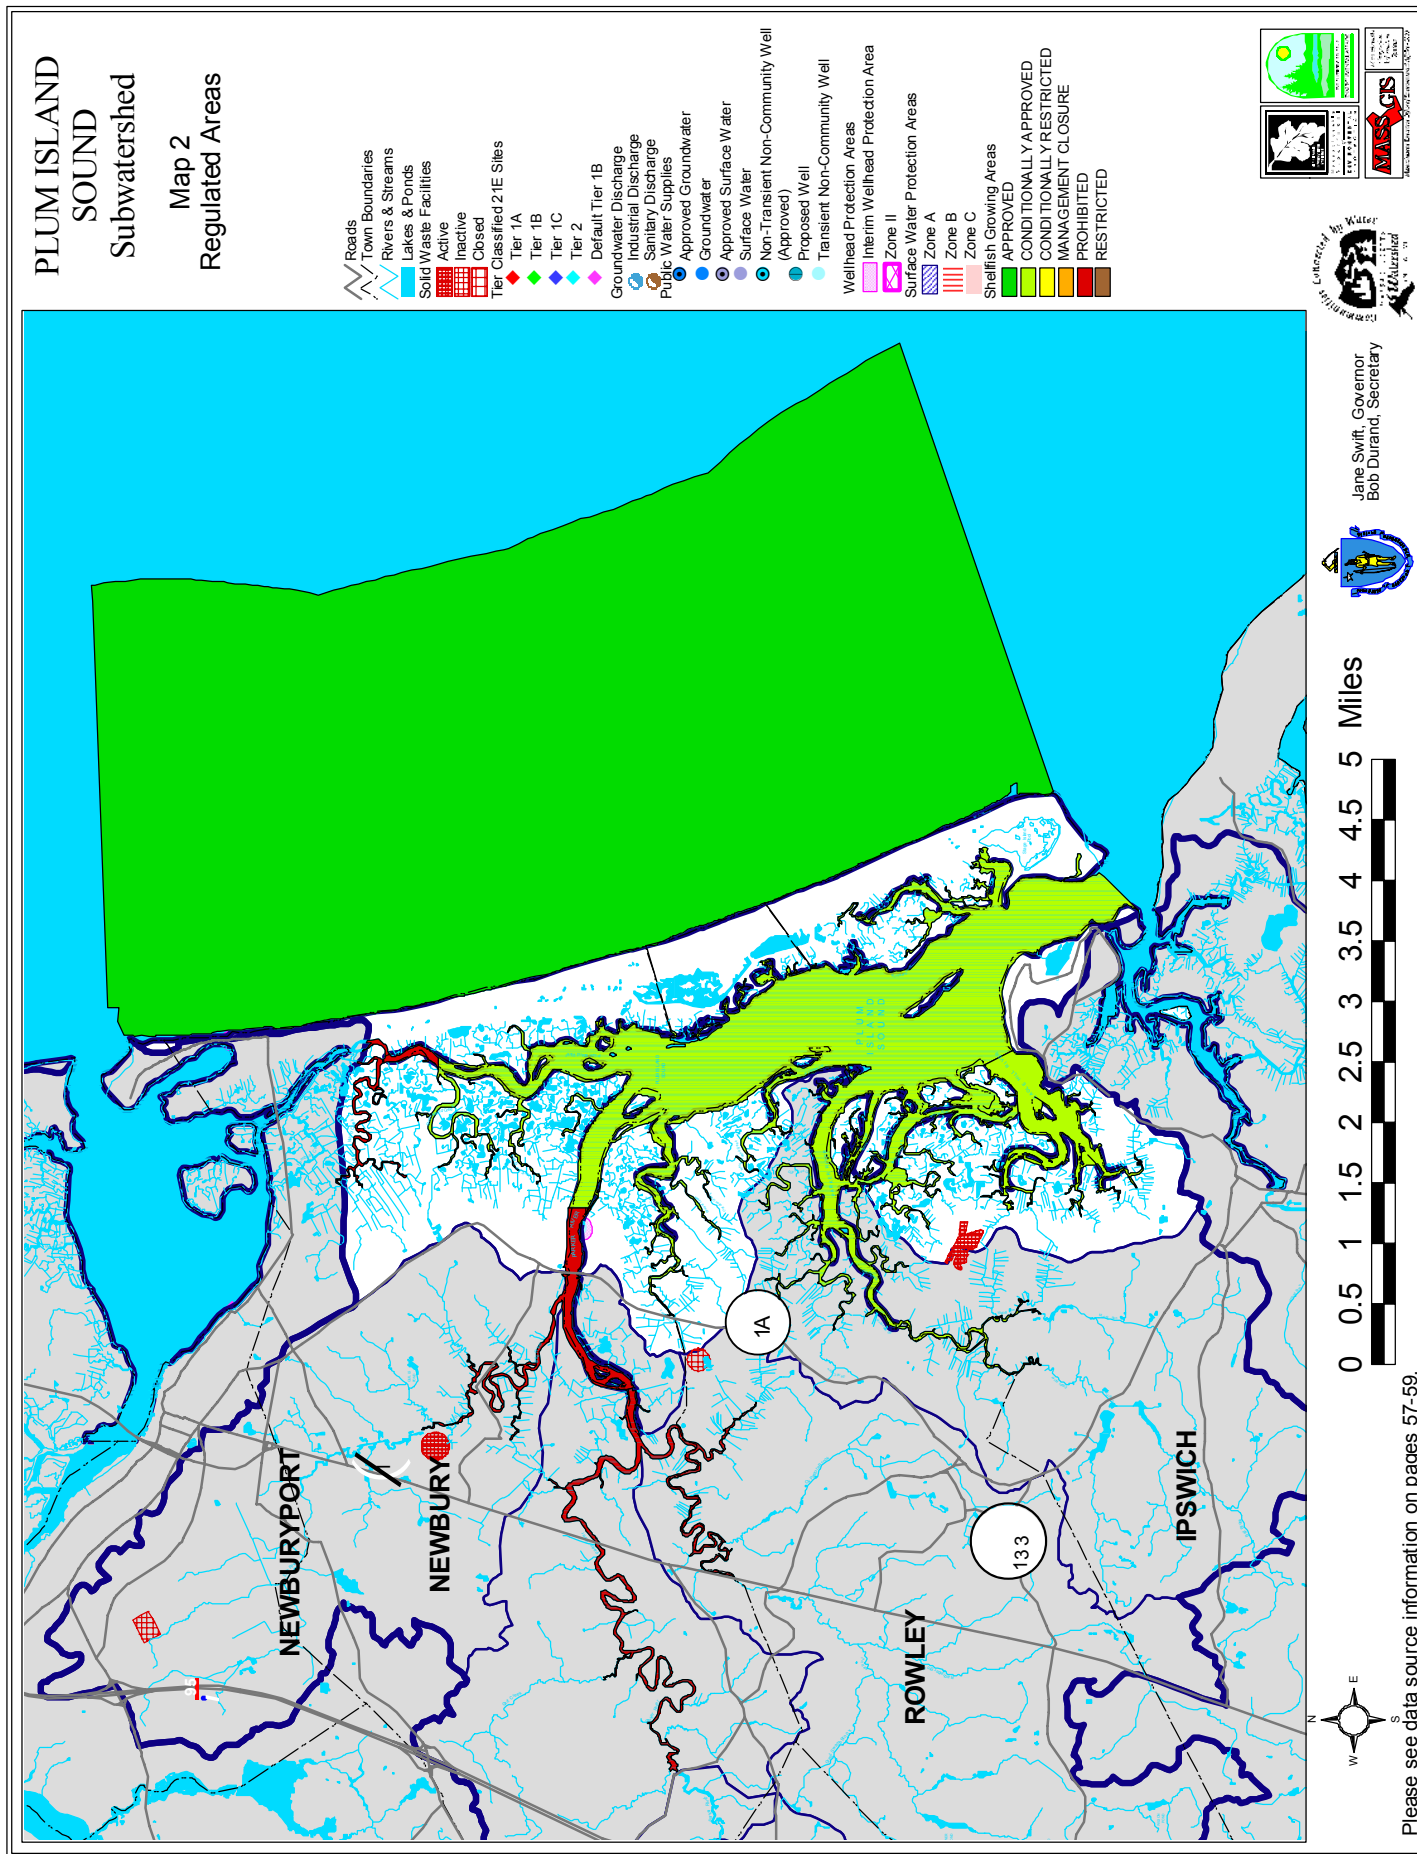 PLUM ISLAND
SOUND
Subwatershed
Map 2
Regulated Areas
Roads
Town Boundaries
Rivers & Streams
Lakes & Ponds
Solid Waste Facilities
Active
Inactive
Closed
Tier Classified 21E Sites
Tier 1A
Tier 1B
Tier 1C
Tier 2
Default Tier 1B
Groundwater Discharge
Industrial Discharge
Sanitary Discharge
Public Water Supplies
Approved Groundwater
Groundwater
Approved Surface Water
Surface Water
Non-Transient Non-Community Well
(Approved)
Proposed Well
Transient Non-Community Well
Wellhead Protection Areas
Interim Wellhead Protection Area
Zone II
Surface Water Protection Areas
Zone A
Zone B
Zone C
Shellfish Growing Areas
APPROVED
CONDITIONALLY APPROVED
CONDITIONALLY RESTRICTED
MANAGEMENT CLOSURE
PROHIBITED
RESTRICTED
NEWBURYPORT
NEWBURY
ROWLEY
IPSWICH
95
1
1A
133
PLUM
ISLAND
SOUND
N
W
E
S
0 0.5 1 1.5 2 2.5 3 3.5 4 4.5 5 Miles
Jane Swift, Governor
Bob Durand, Secretary
Communities Connected by Water
Watershed
MASSGIS
Please see data source information on pages 57-59.